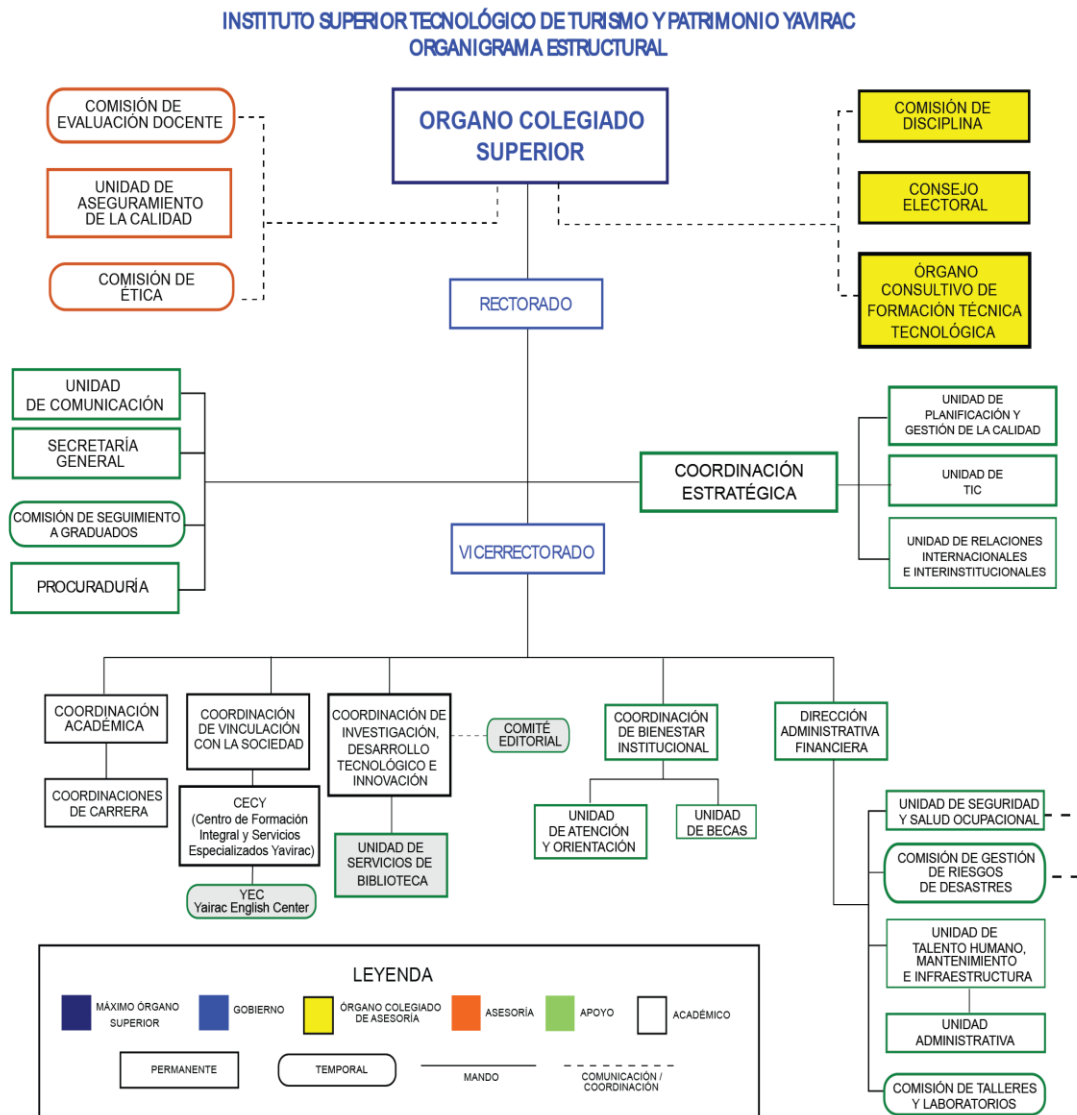 INSTITUTO SUPERIOR TECNOLÓGICO DE TURISMO Y PATRIMONIO YAVIRAC
ORGANIGRAMA ESTRUCTURAL
COMISIÓN DE
EVALUACIÓN DOCENTE
UNIDAD DE
ASEGURAMIENTO
DE LA CALIDAD
COMISIÓN DE
ÉTICA
ORGANO COLEGIADO
SUPERIOR
COMISIÓN DE
DISCIPLINA
CONSEJO
ELECTORAL
ÓRGANO
CONSULTIVO DE
FORMACIÓN TÉCNICA
TECNOLÓGICA
RECTORADO
UNIDAD
DE COMUNICACIÓN
SECRETARÍA
GENERAL
COMISIÓN DE SEGUIMIENTO
A GRADUADOS
PROCURADURÍA
COORDINACIÓN
ESTRATÉGICA
UNIDAD DE
PLANIFICACIÓN Y
GESTIÓN DE LA CALIDAD
UNIDAD DE
TIC
UNIDAD DE RELACIONES
INTERNACIONALES
E INTERINSTITUCIONALES
VICERRECTORADO
COORDINACIÓN
ACADÉMICA
COORDINACIONES
DE CARRERA
COORDINACIÓN
DE VINCULACIÓN
CON LA SOCIEDAD
CECY
(Centro de Formación
Integral y Servicios
Especializados Yavirac)
YEC
Yairac English Center
COORDINACIÓN DE
INVESTIGACIÓN,
DESARROLLO
TECNOLÓGICO E
INNOVACIÓN
COMITÉ
EDITORIAL
UNIDAD DE
SERVICIOS DE
BIBLIOTECA
COORDINACIÓN
DE BIENESTAR
INSTITUCIONAL
UNIDAD
DE ATENCIÓN
Y ORIENTACIÓN
UNIDAD
DE BECAS
DIRECCIÓN
ADMINISTRATIVA
FINANCIERA
UNIDAD DE SEGURIDAD
Y SALUD OCUPACIONAL
COMISIÓN DE GESTIÓN
DE RIESGOS
DE DESASTRES
UNIDAD DE
TALENTO HUMANO,
MANTENIMIENTO
E INFRAESTRUCTURA
UNIDAD
ADMINISTRATIVA
COMISIÓN DE TALLERES
Y LABORATORIOS
LEYENDA
MÁXIMO ÓRGANO
SUPERIOR
GOBIERNO
ÓRGANO COLEGIADO
DE ASESORÍA
ASESORÍA
APOYO
ACADÉMICO
PERMANENTE
TEMPORAL
MANDO
COMUNICACIÓN /
COORDINACIÓN